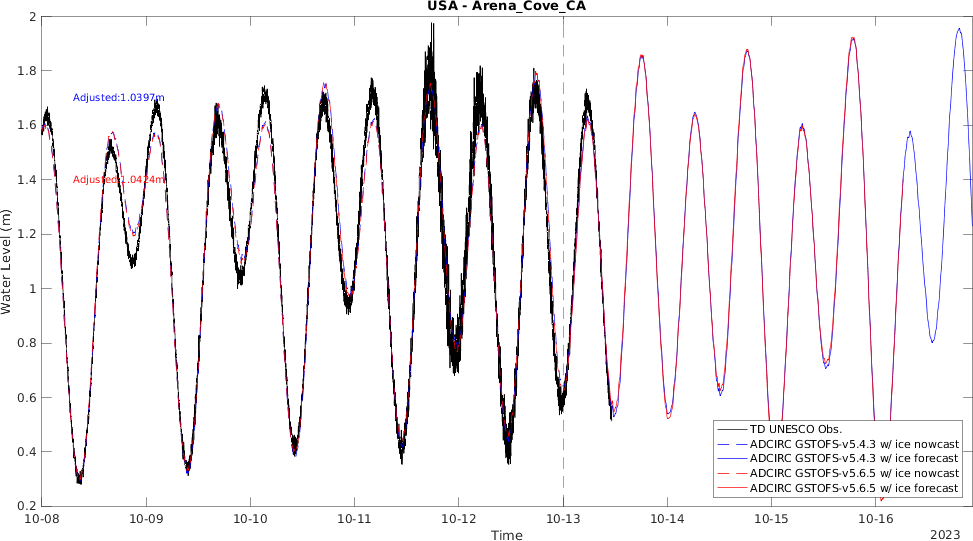 USA - Arena_Cove_CA
2
1.8
1.6
1.4
1.2
1
0.8
0.6
0.4
0.2
Water Level (m)
Adjusted:1.0397m
Adjusted:1.0424m
TD UNESCO Obs.
ADCIRC GSTOFS-v5.4.3 w/ ice nowcast
ADCIRC GSTOFS-v5.4.3 w/ ice forecast
ADCIRC GSTOFS-v5.6.5 w/ ice nowcast
ADCIRC GSTOFS-v5.6.5 w/ ice forecast
10-08 10-09 10-10 10-11 10-12 10-13 10-14 10-15 10-16
Time
2023